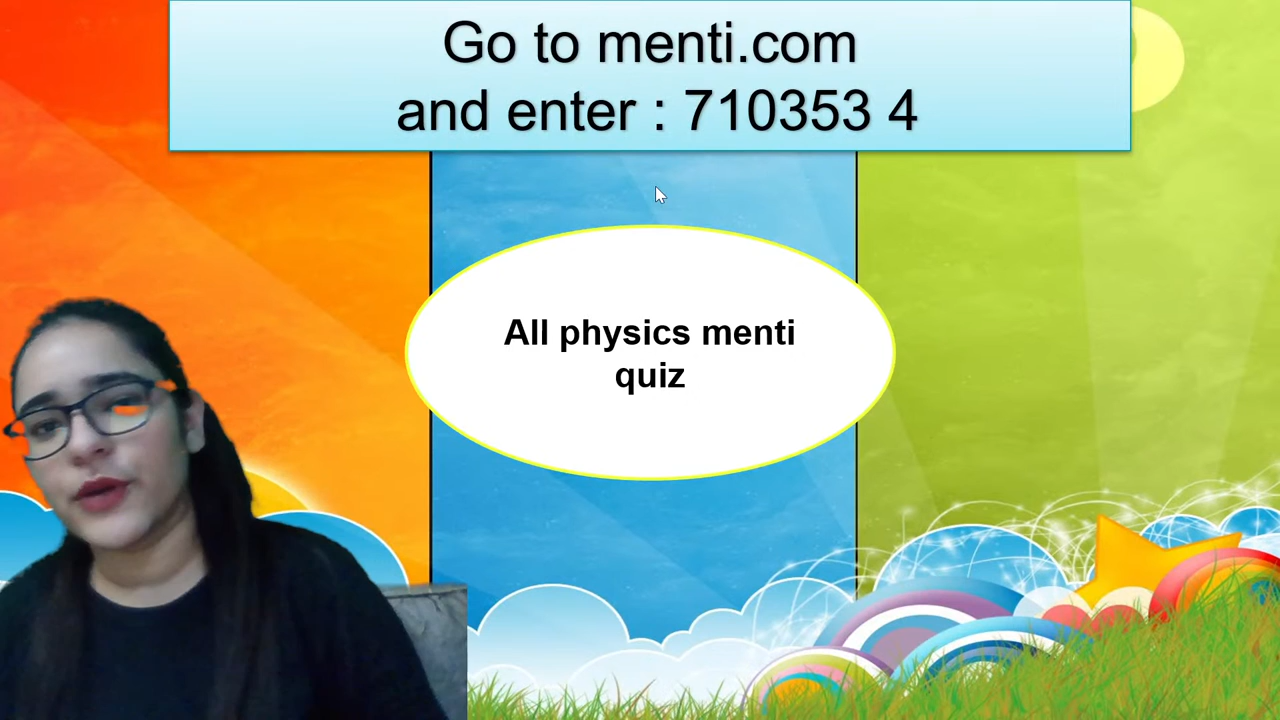 Go to menti.com
and enter : 710353 4
All physics menti
quiz